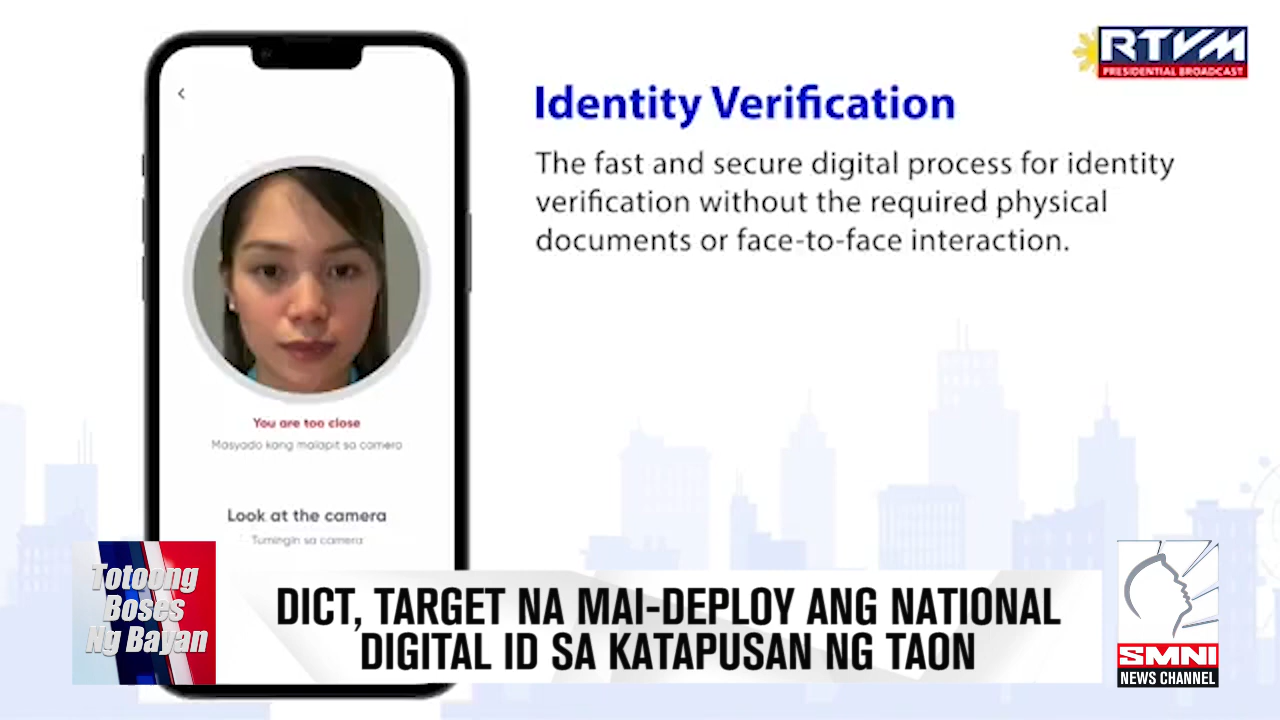 RTVM
PRESIDENTIAL BROADCAST
Identity Verification
The fast and secure digital process for identity
verification without the required physical
documents or face-to-face interaction.
You are too close
Masyado kang malapit sa camera
Look at the camera
Tumingin sa camera
Totoong
Boses
Ng Bayan
DICT, TARGET NA MAI-DEPLOY ANG NATIONAL
DIGITAL ID SA KATAPUSAN NG TAON
SMNI
NEWS CHANNEL